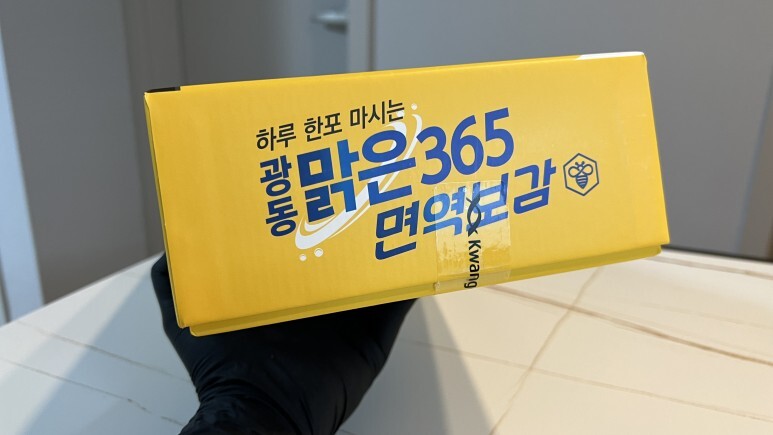 하루 한포 마시는
광동 맑은365
면역보감
Kwang